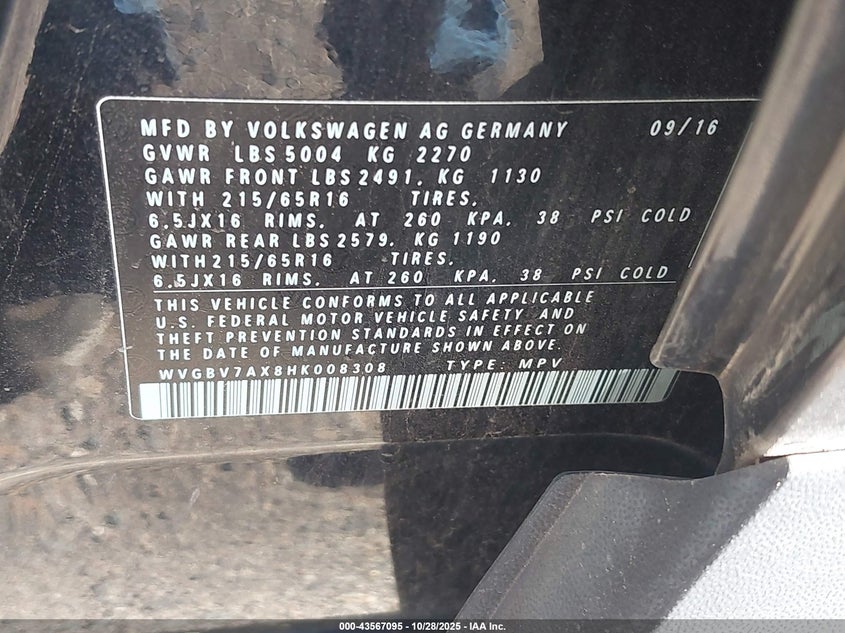 MFD BY VOLKSWAGEN AG GERMANY 09/16
GVWR LBS 5004 KG 2270
GAWR FRONT LBS 2491, KG 1130
WITH 215/65R16 TIRES,
6,5JX16 RIMS, AT 260 KPA, 38 PSI COLD
GAWR REAR LBS 2579, KG 1190
WITH 215/65R16 TIRES,
6,5JX16 RIMS, AT 260 KPA, 38 PSI COLD
THIS VEHICLE CONFORMS TO ALL APPLICABLE
U.S. FEDERAL MOTOR VEHICLE SAFETY AND
THEFT PREVENTION STANDARDS IN EFFECT ON
THE DATE OF MANUFACTURE SHOWN ABOVE.
WVGBV7AX8HK008308 TYPE: MPV
000-43567095 - 10/28/2025 - IAA Inc.